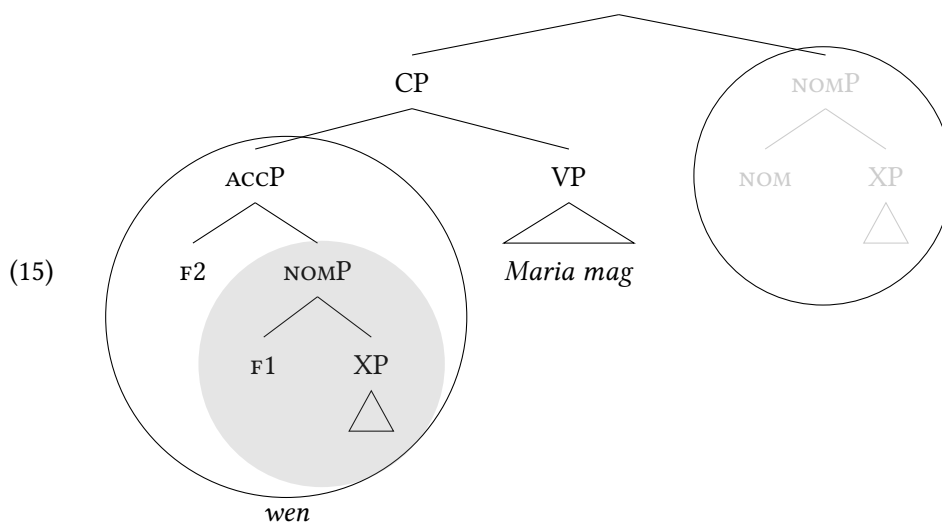 CP
NOMP
ACCP
VP
NOM
XP
(15)
F2
NOMP
Maria mag
F1
XP
wen